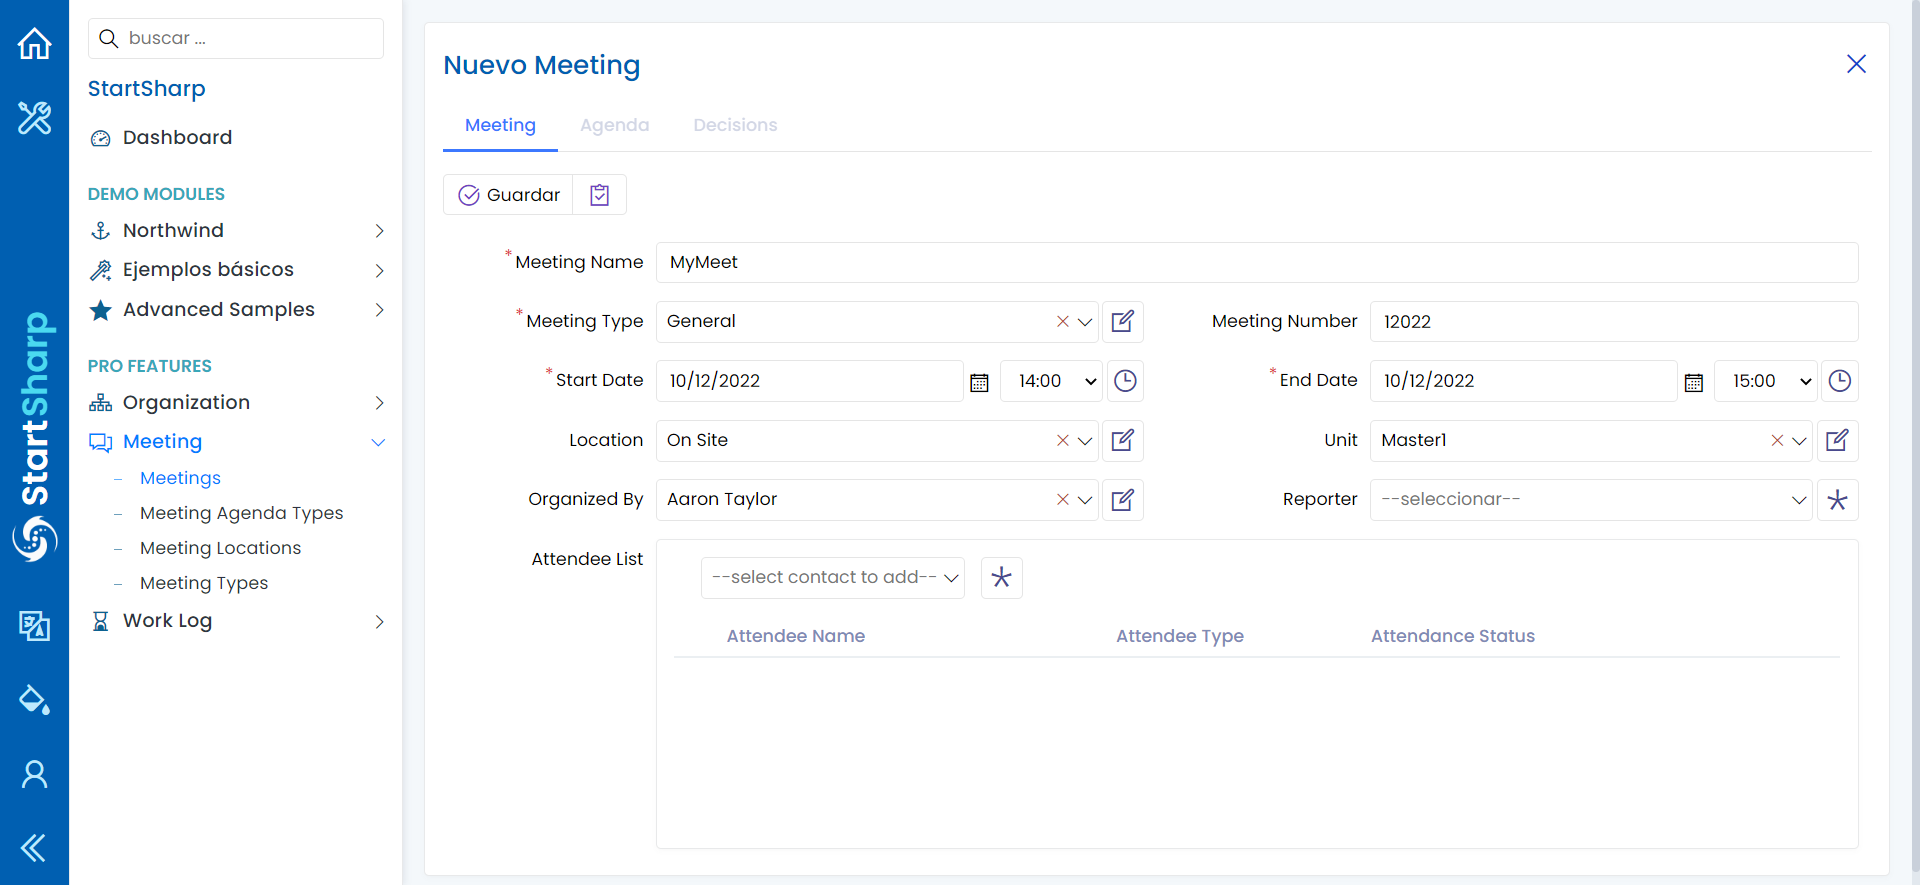 StartSharp
buscar ...
StartSharp
Dashboard
DEMO MODULES
Northwind
Ejemplos básicos
Advanced Samples
PRO FEATURES
Organization
Meeting
– Meetings
– Meeting Agenda Types
– Meeting Locations
– Meeting Types
Work Log
Nuevo Meeting
Meeting Agenda Decisions
Guardar
* Meeting Name MyMeet
* Meeting Type General Meeting Number 12022
* Start Date 10/12/2022 14:00 * End Date 10/12/2022 15:00
Location On Site Unit Master1
Organized By Aaron Taylor Reporter --seleccionar--
Attendee List
--select contact to add--
Attendee Name Attendee Type Attendance Status